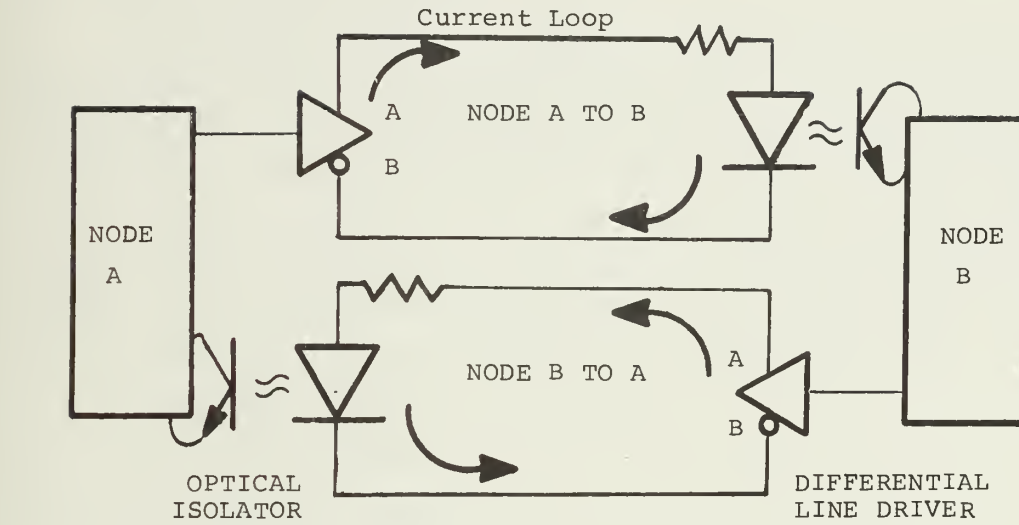 Current Loop
A
NODE A TO B
B
NODE
A
NODE
B
A
NODE B TO A
B
OPTICAL
ISOLATOR
DIFFERENTIAL
LINE DRIVER